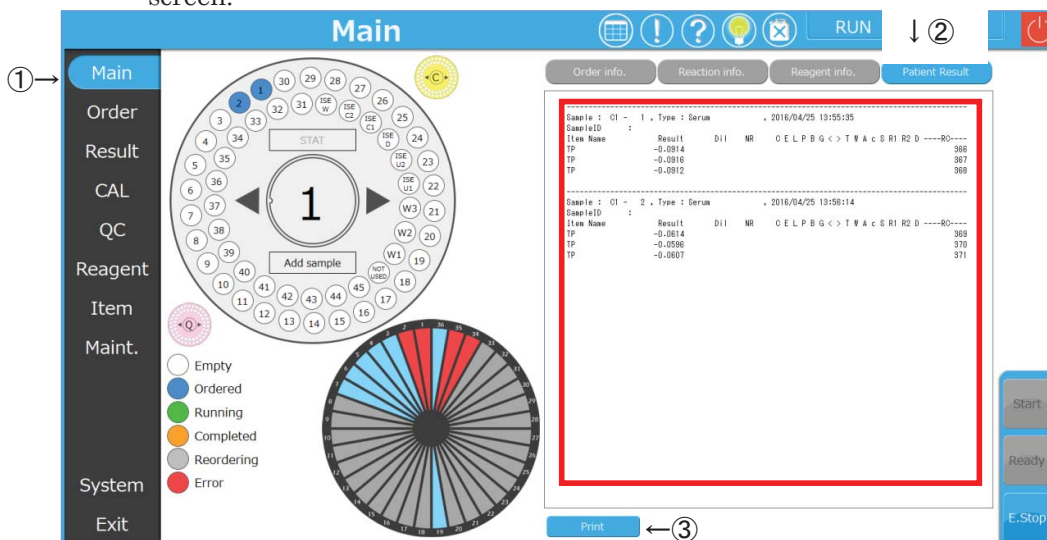 screen.
Main
RUN
↓②
①→
Main
Order
Result
CAL
QC
Reagent
Item
Maint.
System
Exit
C
30 29 28 27 26 25 24 23 22 21 20 19 18 17 16 15 14 13 12 11 10 9 8 7 6 5 4 3 2 1
31 32 33 34 35 36 37 38 39 40 41 42 43 44 45
ISE W
ISE C2
ISE C1
ISE D
ISE U2
ISE U1
W3
W2
W1
NOT USED
STAT
1
Add sample
Q
Empty
Ordered
Running
Completed
Reordering
Error
Order info. Reaction info. Reagent info. Patient Result
Sample : C1 - 1 , Type : Serum , 2016/04/25 13:55:35
SampleID :
Item Name Result Dil NR C E L P B G < > T W A c S R1 R2 D ----RC----
TP -0.0914 366
TP -0.0916 367
TP -0.0912 368
Sample : C1 - 2 , Type : Serum , 2016/04/25 13:56:14
SampleID :
Item Name Result Dil NR C E L P B G < > T W A c S R1 R2 D ----RC----
TP -0.0614 369
TP -0.0596 370
TP -0.0607 371
Print
←③
Start
Ready
E.Stop